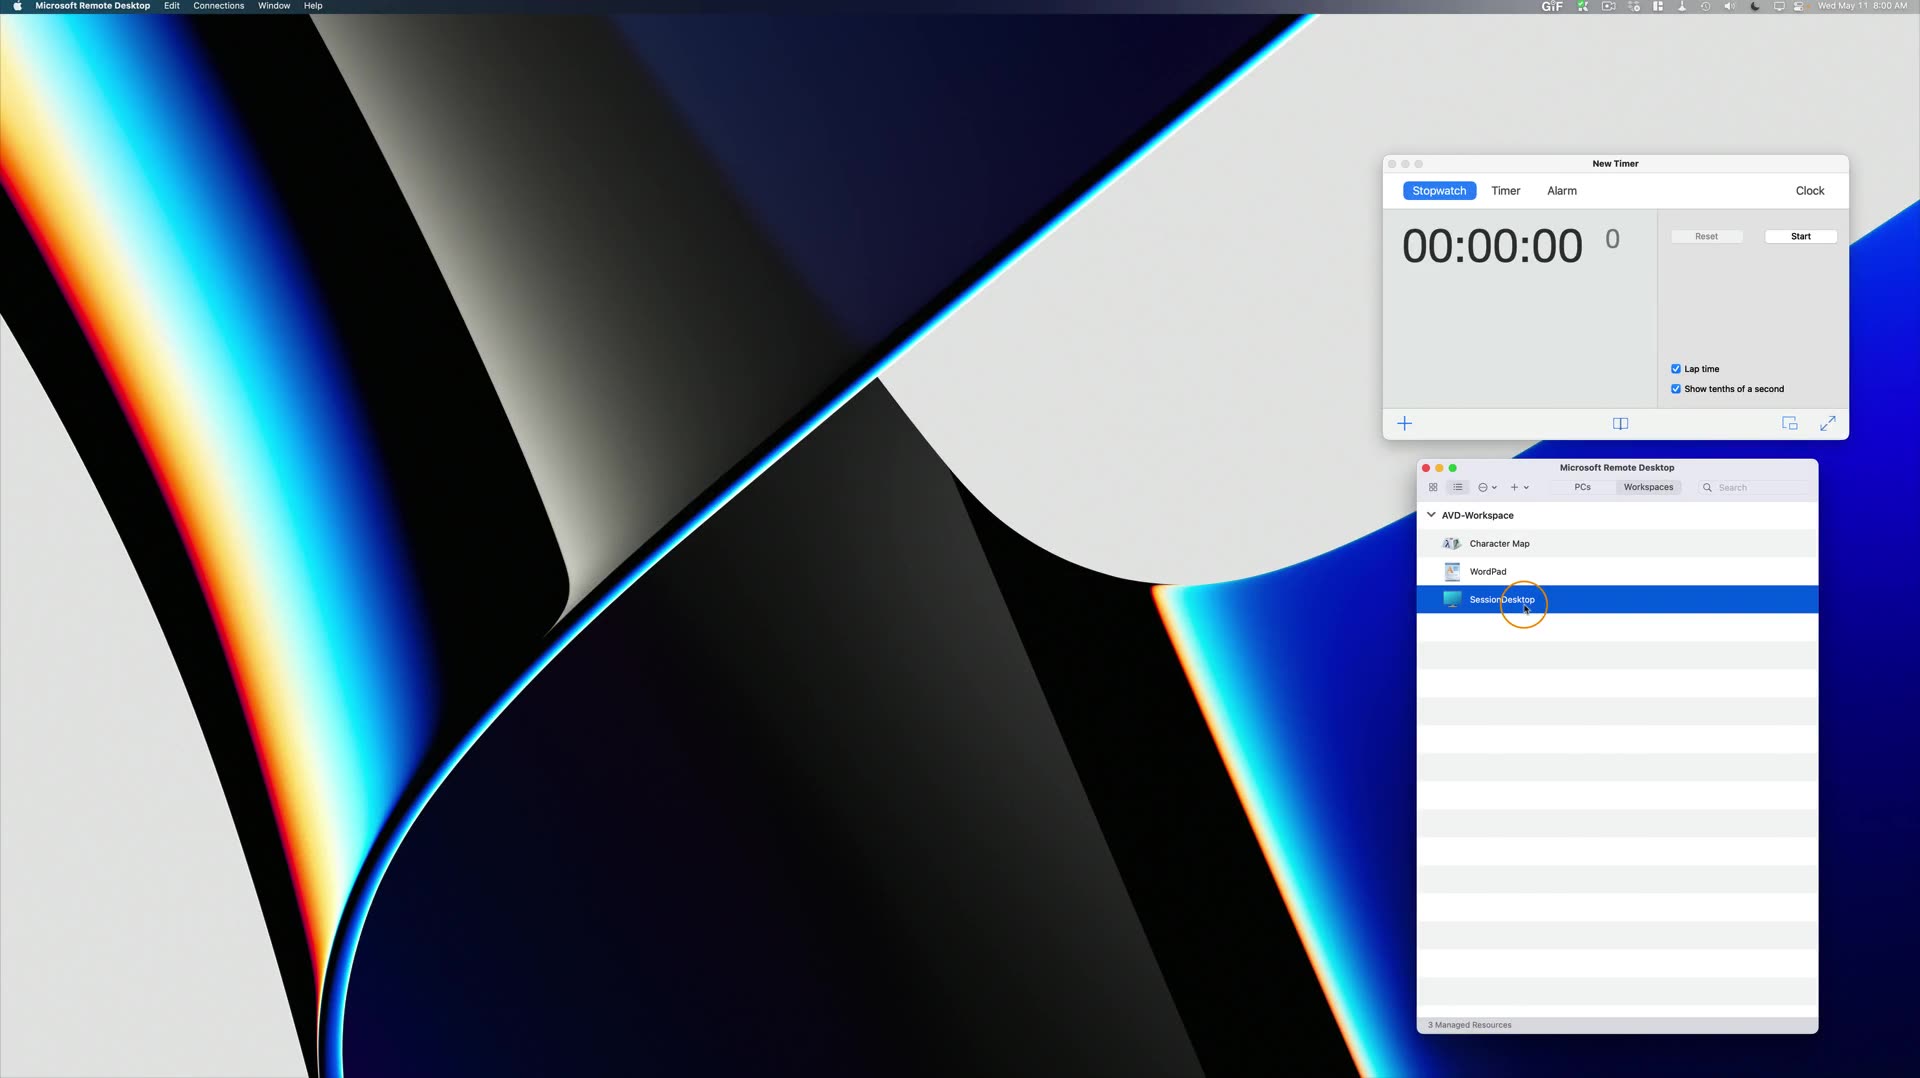 Microsoft Remote Desktop Edit Connections Window Help
GIF Wed May 11 8:00 AM
New Timer
Stopwatch Timer Alarm Clock
00:00:00 0
Reset Start
Lap time
Show tenths of a second
Microsoft Remote Desktop
PCs Workspaces Search
AVD-Workspace
Character Map
WordPad
SessionDesktop
3 Managed Resources